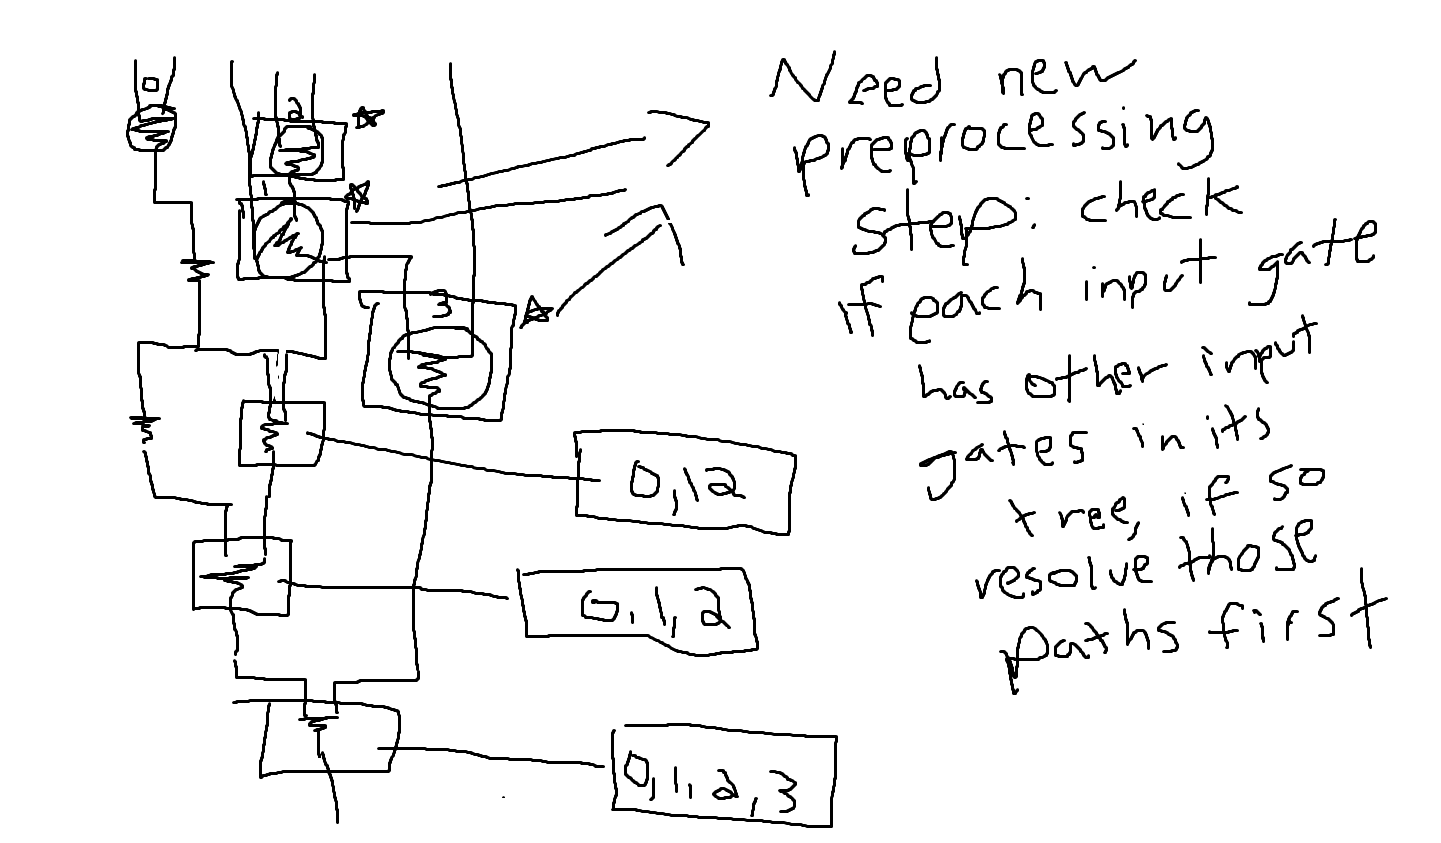 0
2
1
3
Need new
preprocessing
step: check
if each input gate
has other input
gates in its
tree, if so
resolve those
paths first
0,12
0,1,2
0,1,2,3